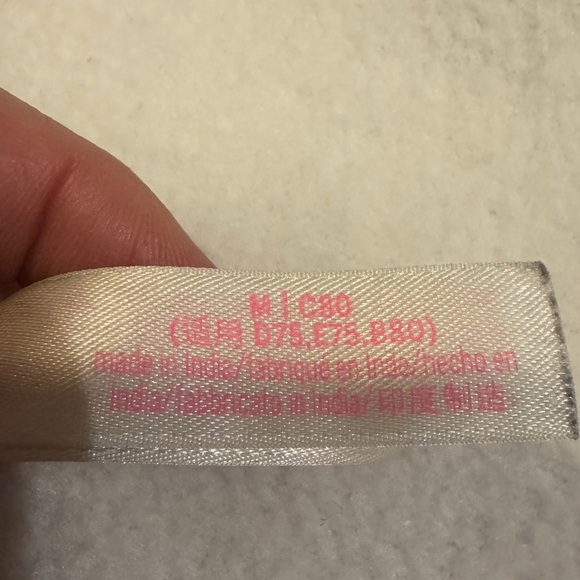 M | C80
(适用 D75,E75,B80)
made in India/fabriqué en Inde/hecho en
India/fabbricato in India/ 印度制造